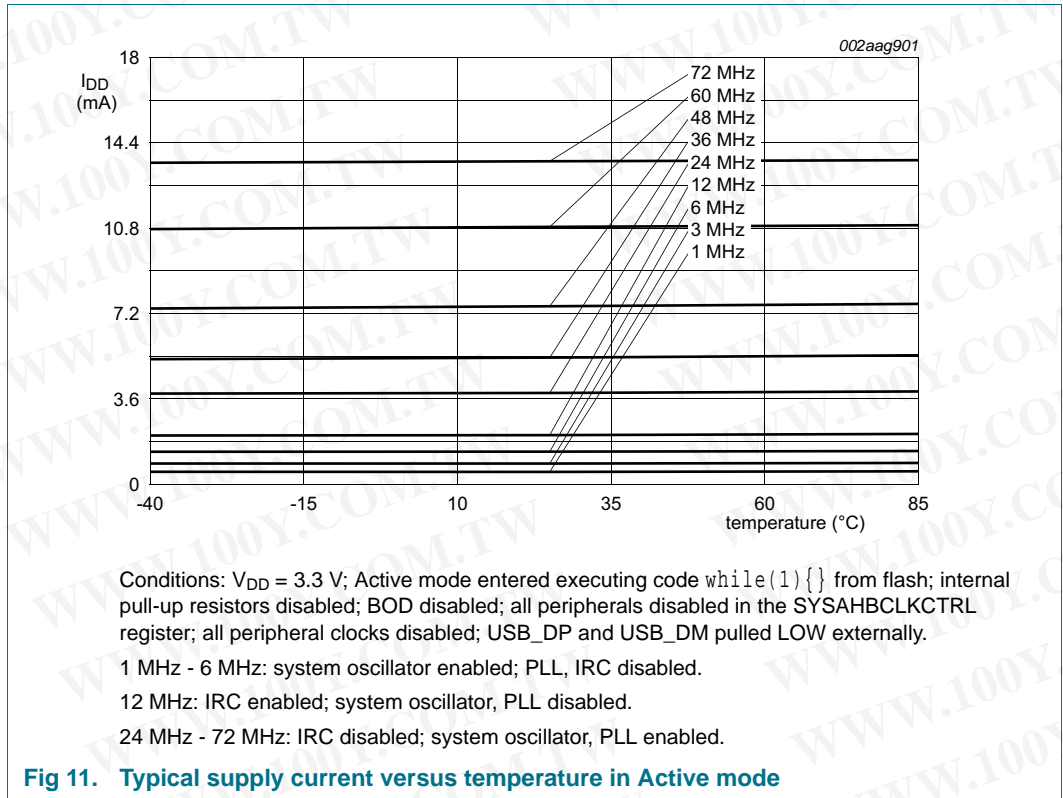 002aag901
18
IDD
(mA)
14.4
10.8
7.2
3.6
0
72 MHz
60 MHz
48 MHz
36 MHz
24 MHz
12 MHz
6 MHz
3 MHz
1 MHz
-40 -15 10 35 60 85
temperature (°C)
Conditions: VDD = 3.3 V; Active mode entered executing code while(1){} from flash; internal
pull-up resistors disabled; BOD disabled; all peripherals disabled in the SYSAHBCLKCTRL
register; all peripheral clocks disabled; USB_DP and USB_DM pulled LOW externally.
1 MHz - 6 MHz: system oscillator enabled; PLL, IRC disabled.
12 MHz: IRC enabled; system oscillator, PLL disabled.
24 MHz - 72 MHz: IRC disabled; system oscillator, PLL enabled.
Fig 11. Typical supply current versus temperature in Active mode
WWW.100Y.COM.TW